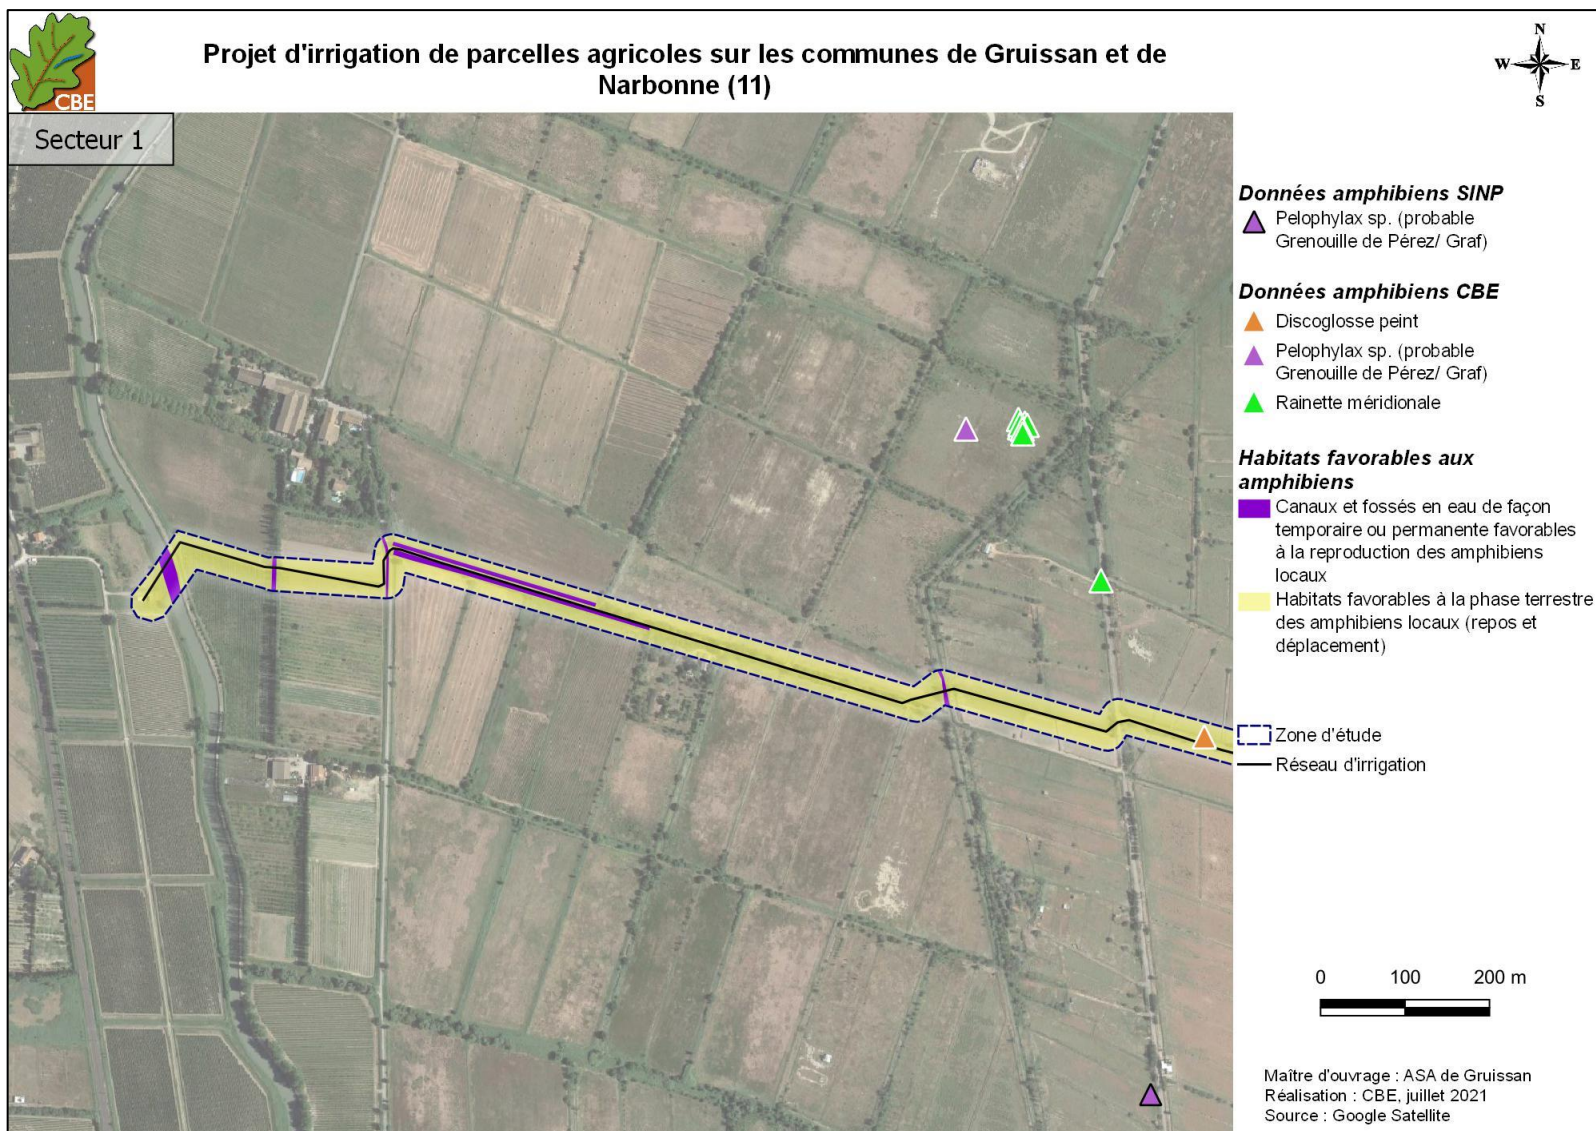 CBE
Projet d'irrigation de parcelles agricoles sur les communes de Gruissan et de
Narbonne (11)
N
W
E
S
Secteur 1
Données amphibiens SINP
Pelophylax sp. (probable
Grenouille de Pérez/ Graf)
Données amphibiens CBE
Discoglosse peint
Pelophylax sp. (probable
Grenouille de Pérez/ Graf)
Rainette méridionale
Habitats favorables aux
amphibiens
Canaux et fossés en eau de façon
temporaire ou permanente favorables
à la reproduction des amphibiens
locaux
Habitats favorables à la phase terrestre
des amphibiens locaux (repos et
déplacement)
Zone d'étude
Réseau d'irrigation
0 100 200 m
Maître d'ouvrage : ASA de Gruissan
Réalisation : CBE, juillet 2021
Source : Google Satellite